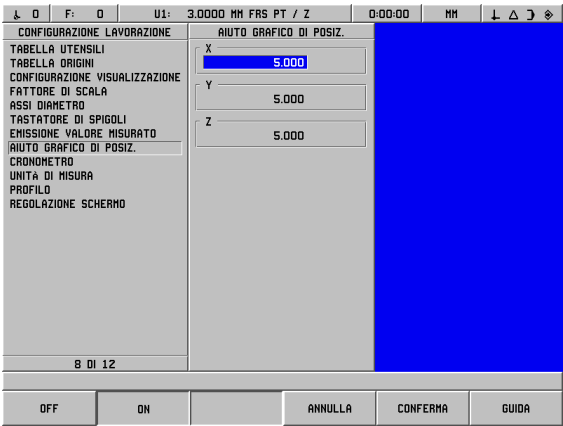 0 F: 0 U1: 3.0000 MM FRS PT / Z 0:00:00 MM
CONFIGURAZIONE LAVORAZIONE
TABELLA UTENSILI
TABELLA ORIGINI
CONFIGURAZIONE VISUALIZZAZIONE
FATTORE DI SCALA
ASSI DIAMETRO
TASTATORE DI SPIGOLI
EMISSIONE VALORE MISURATO
AIUTO GRAFICO DI POSIZ.
CRONOMETRO
UNITà DI MISURA
PROFILO
REGOLAZIONE SCHERMO
8 DI 12
AIUTO GRAFICO DI POSIZ.
X
5.000
Y
5.000
Z
5.000
OFF ON ANNULLA CONFERMA GUIDA